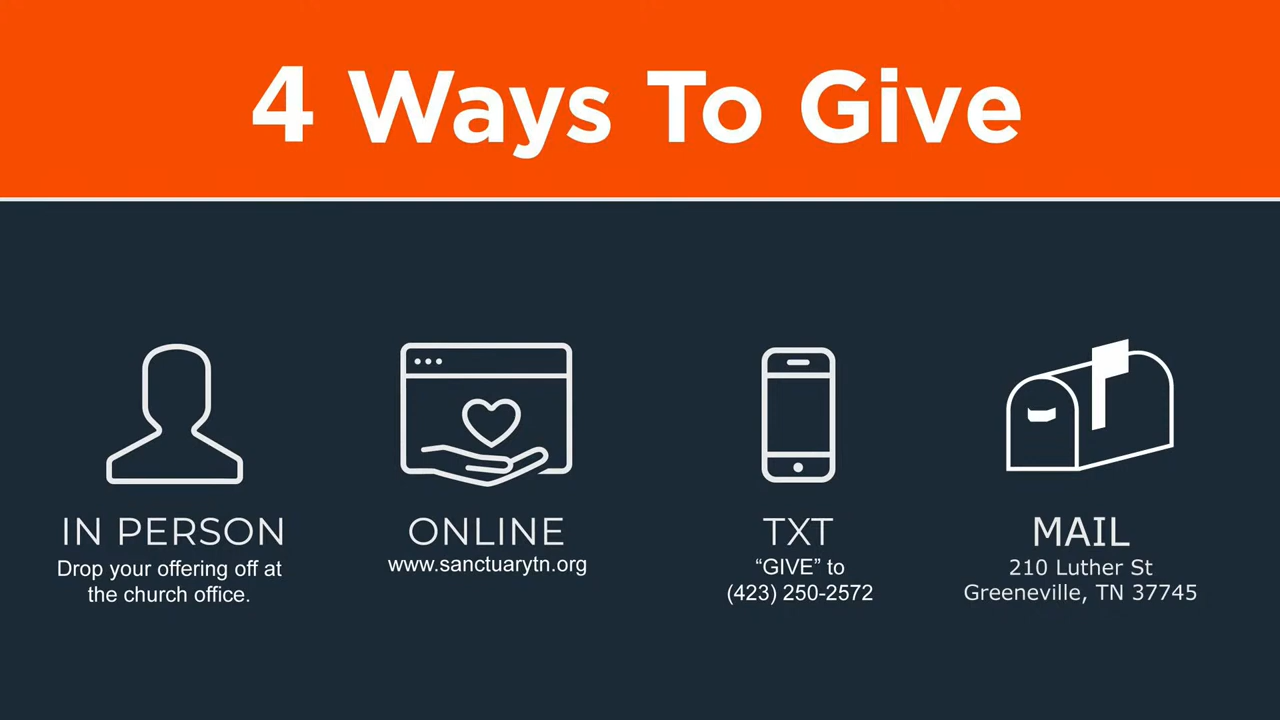 4 Ways To Give
IN PERSON
Drop your offering off at
the church office.
ONLINE
www.sanctuarytn.org
TXT
“GIVE” to
(423) 250-2572
MAIL
210 Luther St
Greeneville, TN 37745